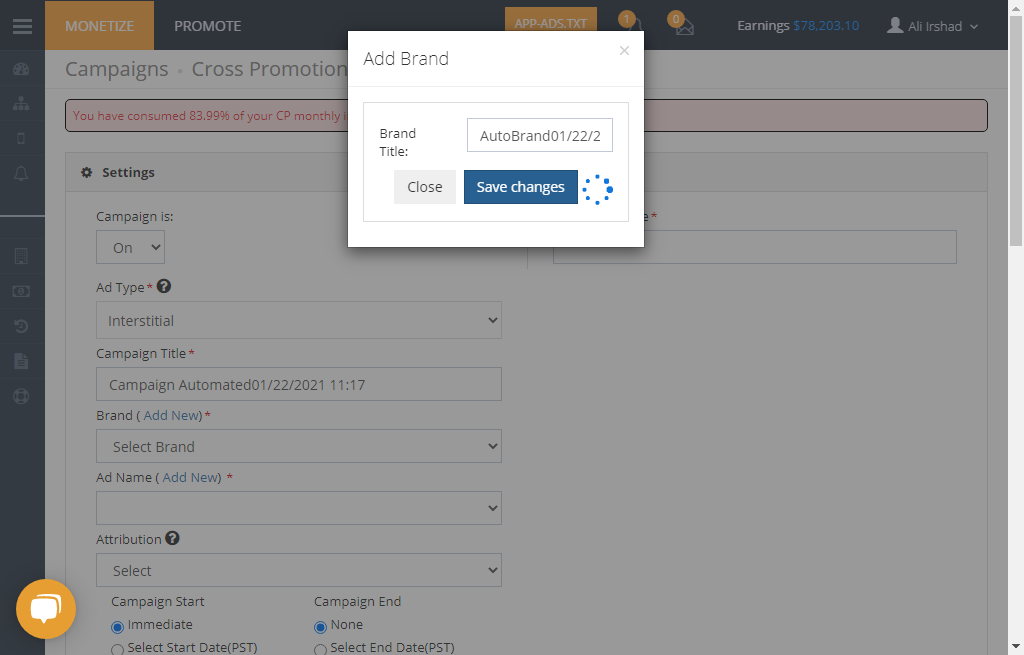 MONETIZE
PROMOTE
APP-ADS.TXT
1
0
Earnings $78,203.10
Ali Irshad
Campaigns
Cross Promotion
Add Brand
×
You have consumed 83.99% of your CP monthly
Brand
Title:
AutoBrand01/22/2
Close
Save changes
Settings
Campaign is:
On
Ad Type*
Interstitial
Campaign Title*
Campaign Automated01/22/2021 11:17
Brand ( Add New)*
Select Brand
Ad Name ( Add New) *
Attribution
Select
Campaign Start
Campaign End
Immediate
None
Select Start Date(PST)
Select End Date(PST)